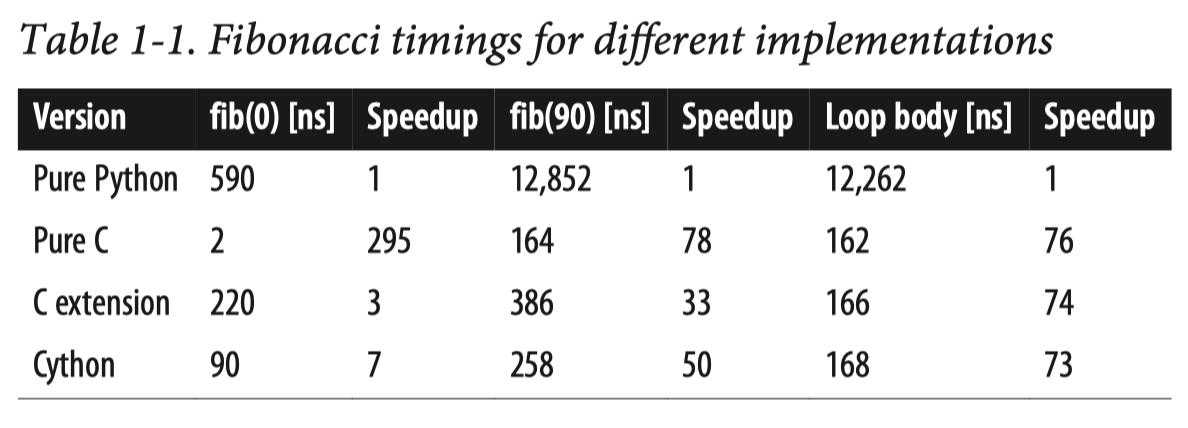 Table 1-1. Fibonacci timings for different implementations
Version fib(0) [ns] Speedup fib(90) [ns] Speedup Loop body [ns] Speedup
Pure Python 590 1 12,852 1 12,262 1
Pure C 2 295 164 78 162 76
C extension 220 3 386 33 166 74
Cython 90 7 258 50 168 73